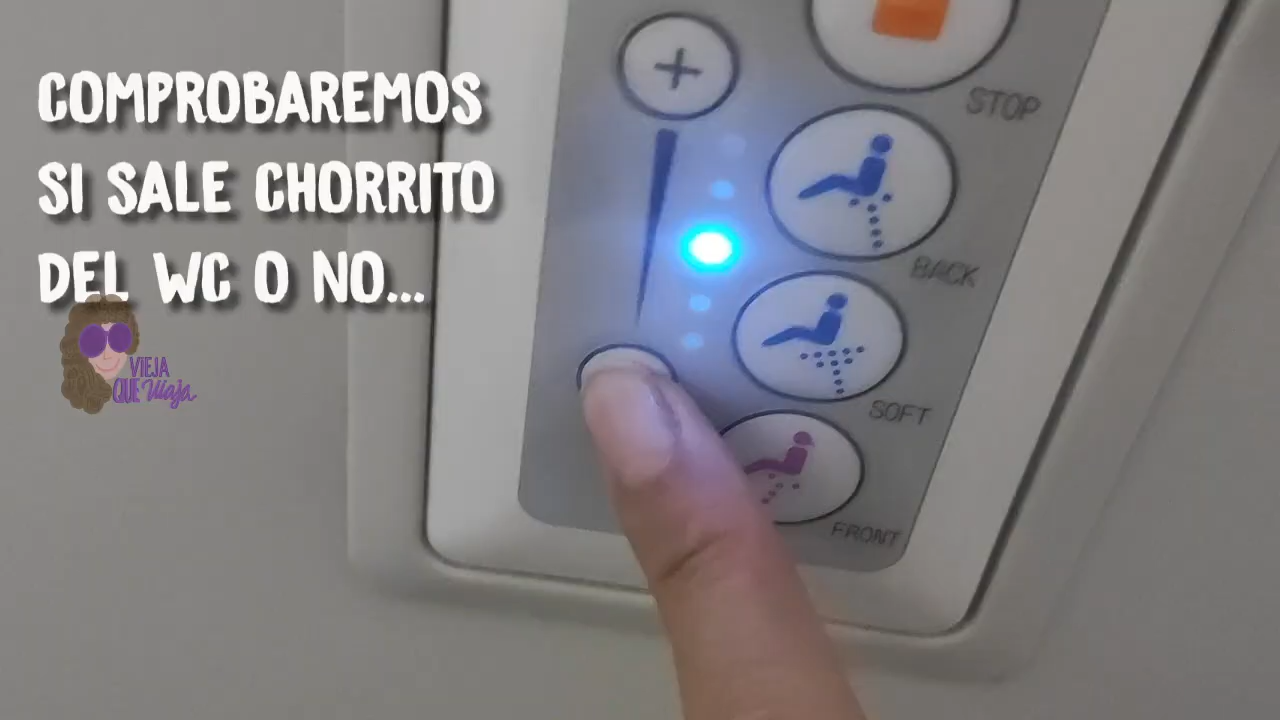 COMPROBAREMOS
SI SALE CHORRITO
DEL WC O NO...
VIEJA
QUE Viaja
+
STOP
BACK
SOFT
FRONT